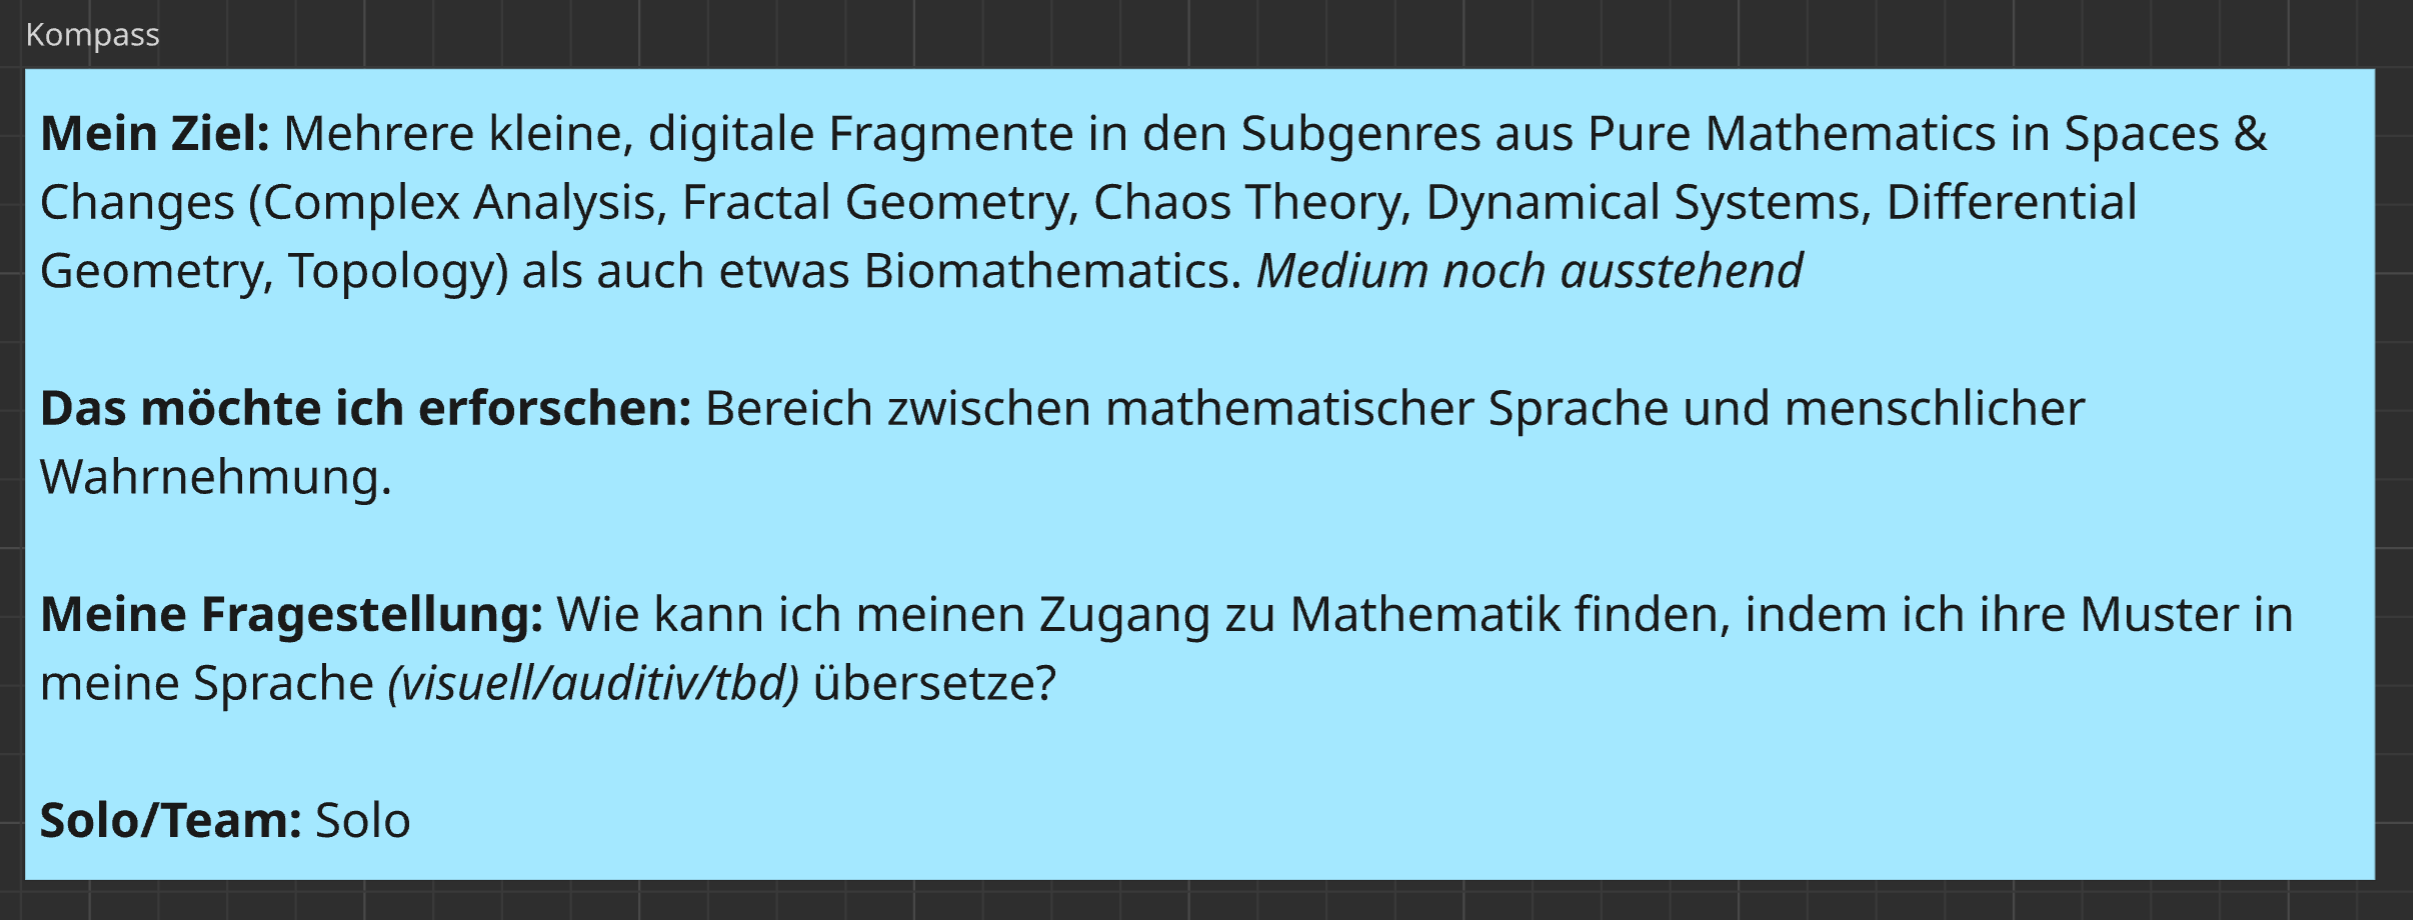 Kompass
Mein Ziel: Mehrere kleine, digitale Fragmente in den Subgenres aus Pure Mathematics in Spaces &
Changes (Complex Analysis, Fractal Geometry, Chaos Theory, Dynamical Systems, Differential
Geometry, Topology) als auch etwas Biomathematics. Medium noch ausstehend
Das möchte ich erforschen: Bereich zwischen mathematischer Sprache und menschlicher
Wahrnehmung.
Meine Fragestellung: Wie kann ich meinen Zugang zu Mathematik finden, indem ich ihre Muster in
meine Sprache (visuell/auditiv/tbd) übersetze?
Solo/Team: Solo